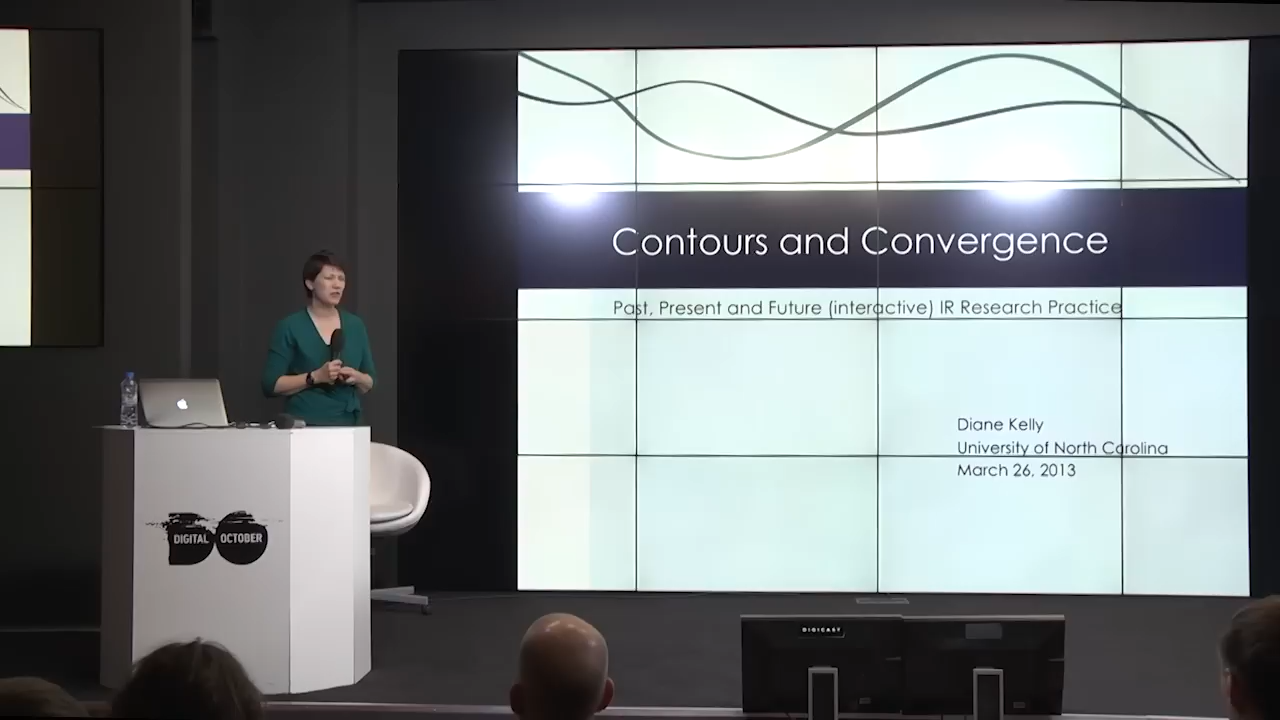 Contours and Convergence
Past, Present and Future (interactive) IR Research Practice
Diane Kelly
University of North Carolina
March 26, 2013
DIGITAL OCTOBER
DIGICAST